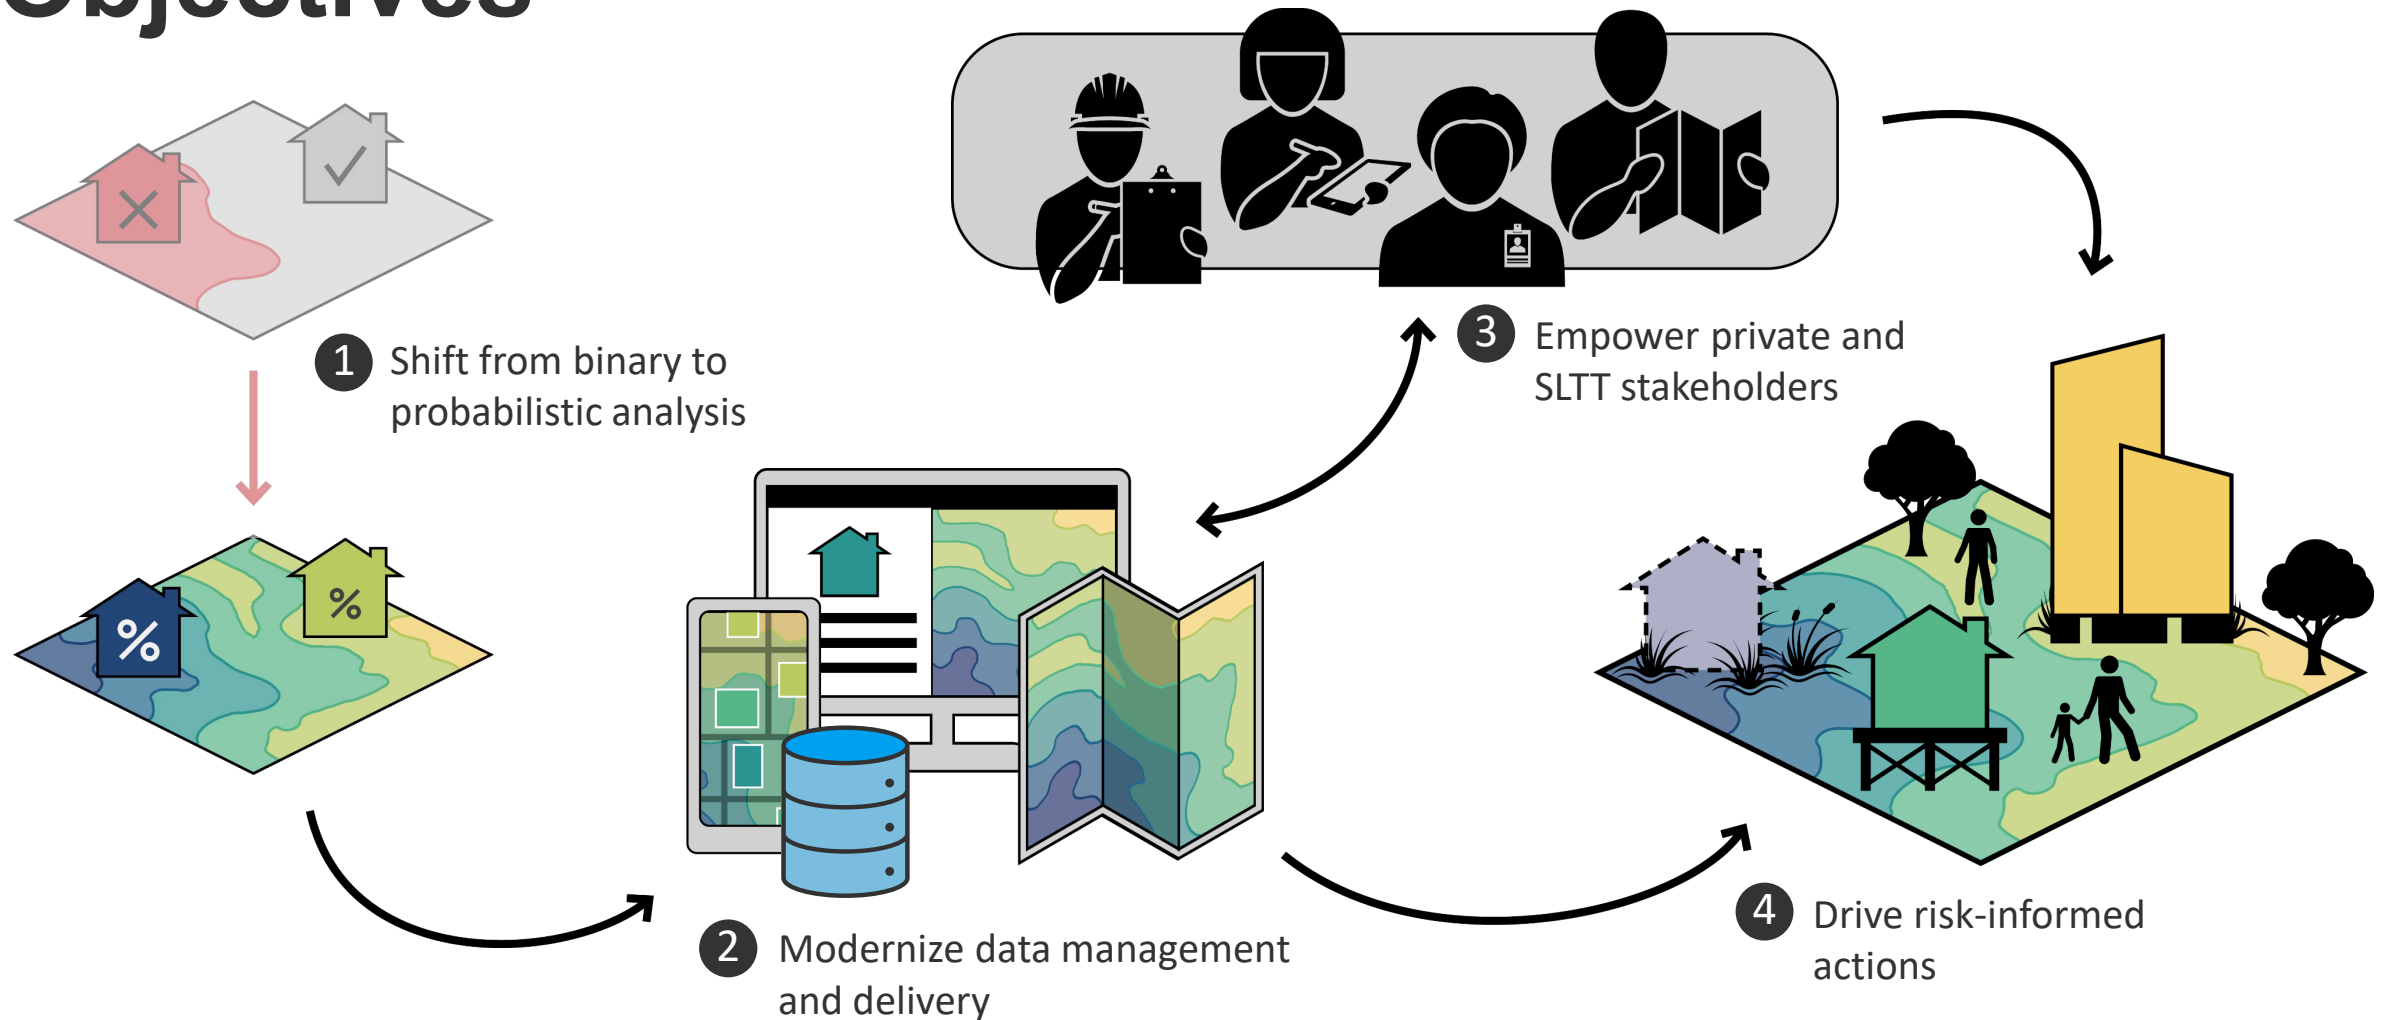 Objectives
1 Shift from binary to
probabilistic analysis
%
%
2 Modernize data management
and delivery
3 Empower private and
SLTT stakeholders
4 Drive risk-informed
actions